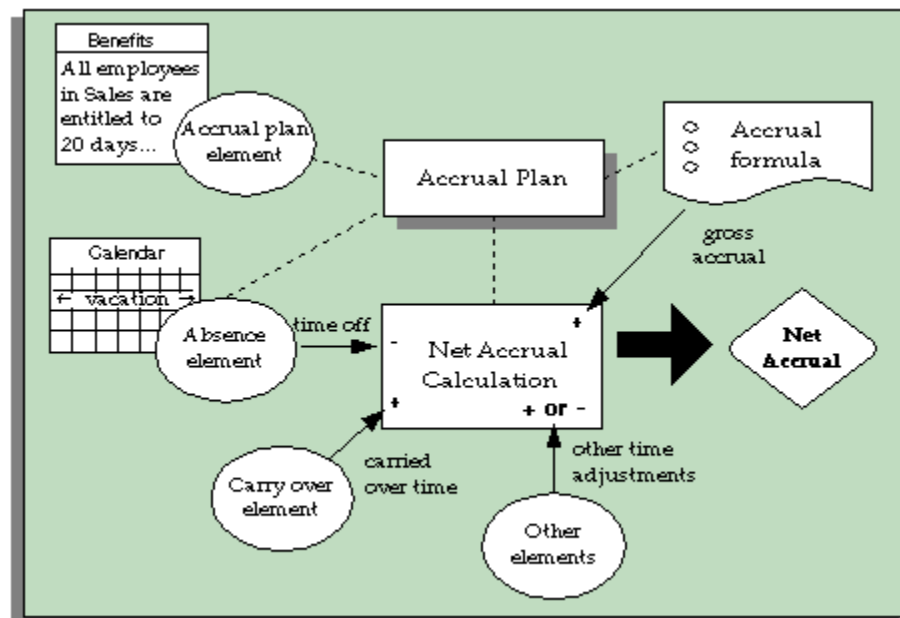 Benefits
All employees
in Sales are
entitled to
20 days...
Accrual plan
element
Accrual Plan
Accrual
formula
gross
accrual
Calendar
← vacation →
Absence
element
time off
-
+
Net Accrual
Calculation
+
+ or -
Net
Accrual
carried
over time
Carry over
element
other time
adjustments
Other
elements